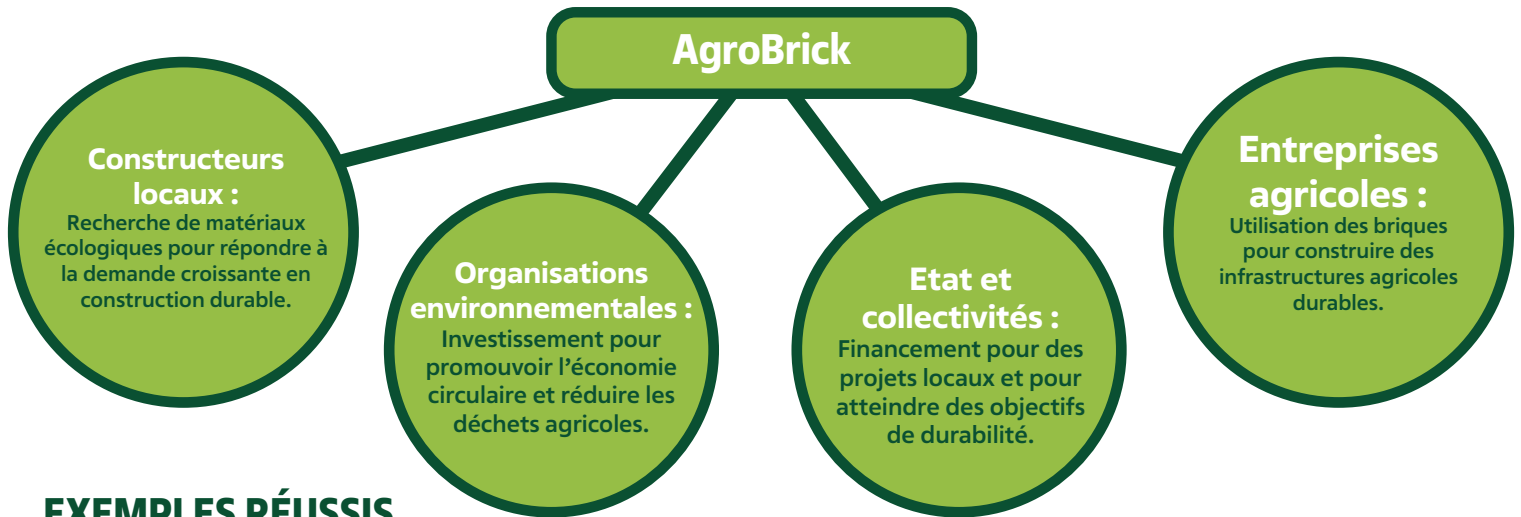 AgroBrick
Constructeurs
locaux :
Recherche de matériaux
écologiques pour répondre à
la demande croissante en
construction durable.
Organisations
environnementales :
Investissement pour
promouvoir l’économie
circulaire et réduire les
déchets agricoles.
Etat et
collectivités :
Financement pour des
projets locaux et pour
atteindre des objectifs
de durabilité.
Entreprises
agricoles :
Utilisation des briques
pour construire des
infrastructures agricoles
durables.
EXEMPLES RÉUSSIS